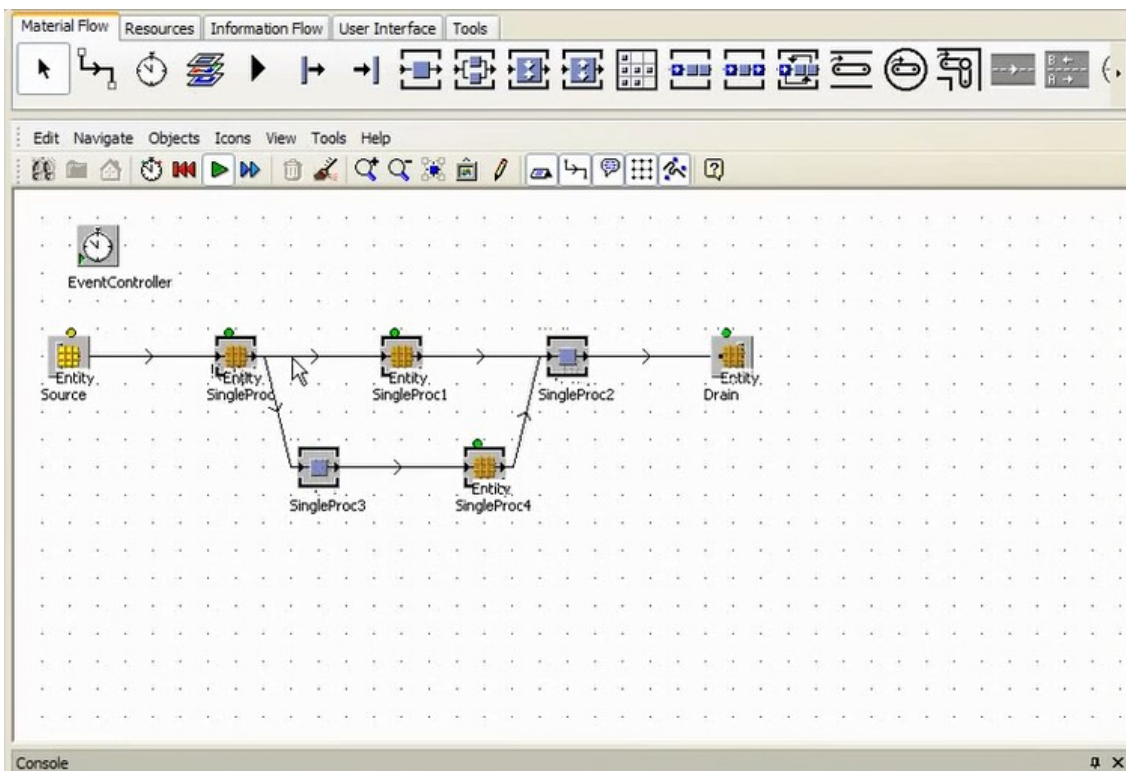 Material Flow Resources Information Flow User Interface Tools
B
A
Edit Navigate Objects Icons View Tools Help
EventController
Entity
Source
Entity
SingleProc
Entity
SingleProc1
SingleProc2
Entity
Drain
SingleProc3
Entity
SingleProc4
Console